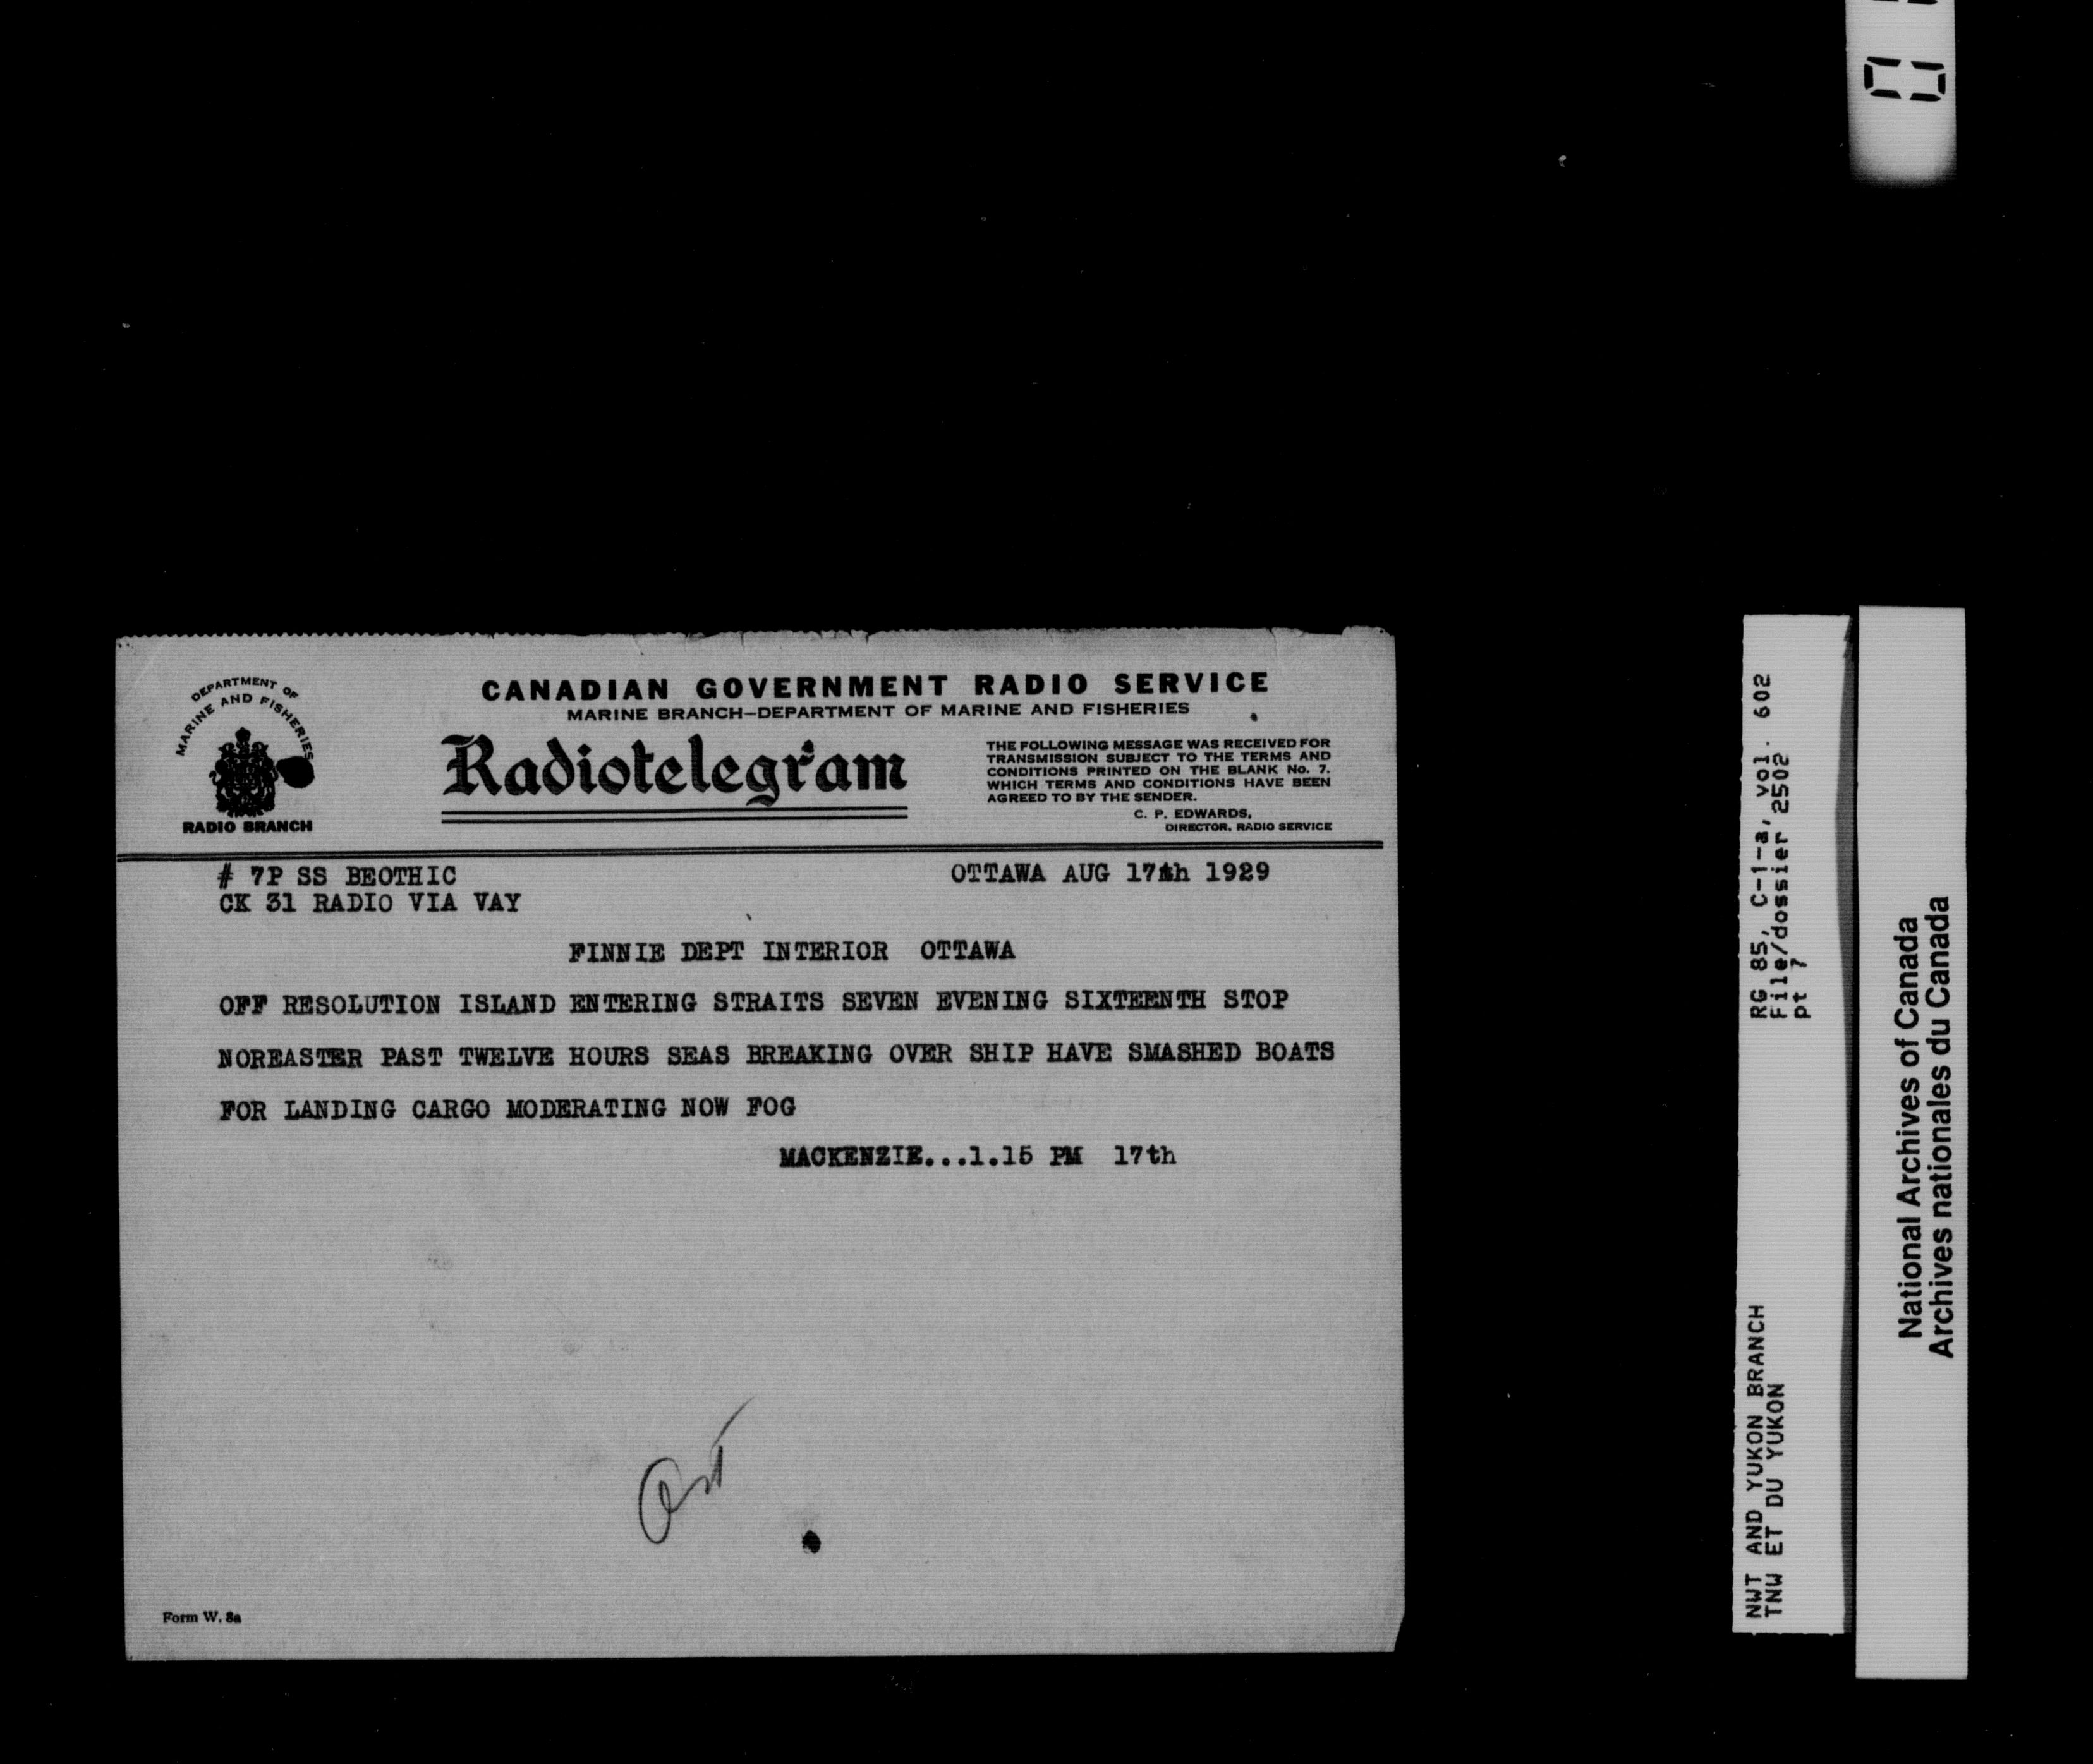 DEPARTMENT OF
MARINE AND FISHERIES
RADIO BRANCH
CANADIAN GOVERNMENT RADIO SERVICE
MARINE BRANCH—DEPARTMENT OF MARINE AND FISHERIES
Radiotelegram
THE FOLLOWING MESSAGE WAS RECEIVED FOR
TRANSMISSION SUBJECT TO THE TERMS AND
CONDITIONS PRINTED ON THE BLANK No. 7.
WHICH TERMS AND CONDITIONS HAVE BEEN
AGREED TO BY THE SENDER.
C. P. EDWARDS,
DIRECTOR, RADIO SERVICE
# 7P SS BEOTHIC OTTAWA AUG 17th 1929
CK 31 RADIO VIA VAY
FINNIE DEPT INTERIOR OTTAWA
OFF RESOLUTION ISLAND ENTERING STRAITS SEVEN EVENING SIXTEENTH STOP
NOREASTER PAST TWELVE HOURS SEAS BREAKING OVER SHIP HAVE SMASHED BOATS
FOR LANDING CARGO MODERATING NOW FOG
MACKENZIE...1.15 PM 17th
Form W. 8a
NWT AND YUKON BRANCH RG 85, C-1-a, vol. 602
TNW ET DU YUKON File/dossier 2502
pt 7
National Archives of Canada
Archives nationales du Canada